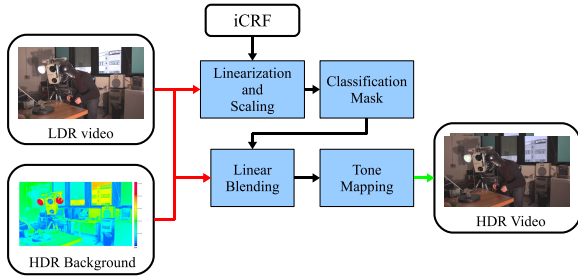 iCRF
LDR video
Linearization
and
Scaling
Classification
Mask
HDR Background
Linear
Blending
Tone
Mapping
HDR Video